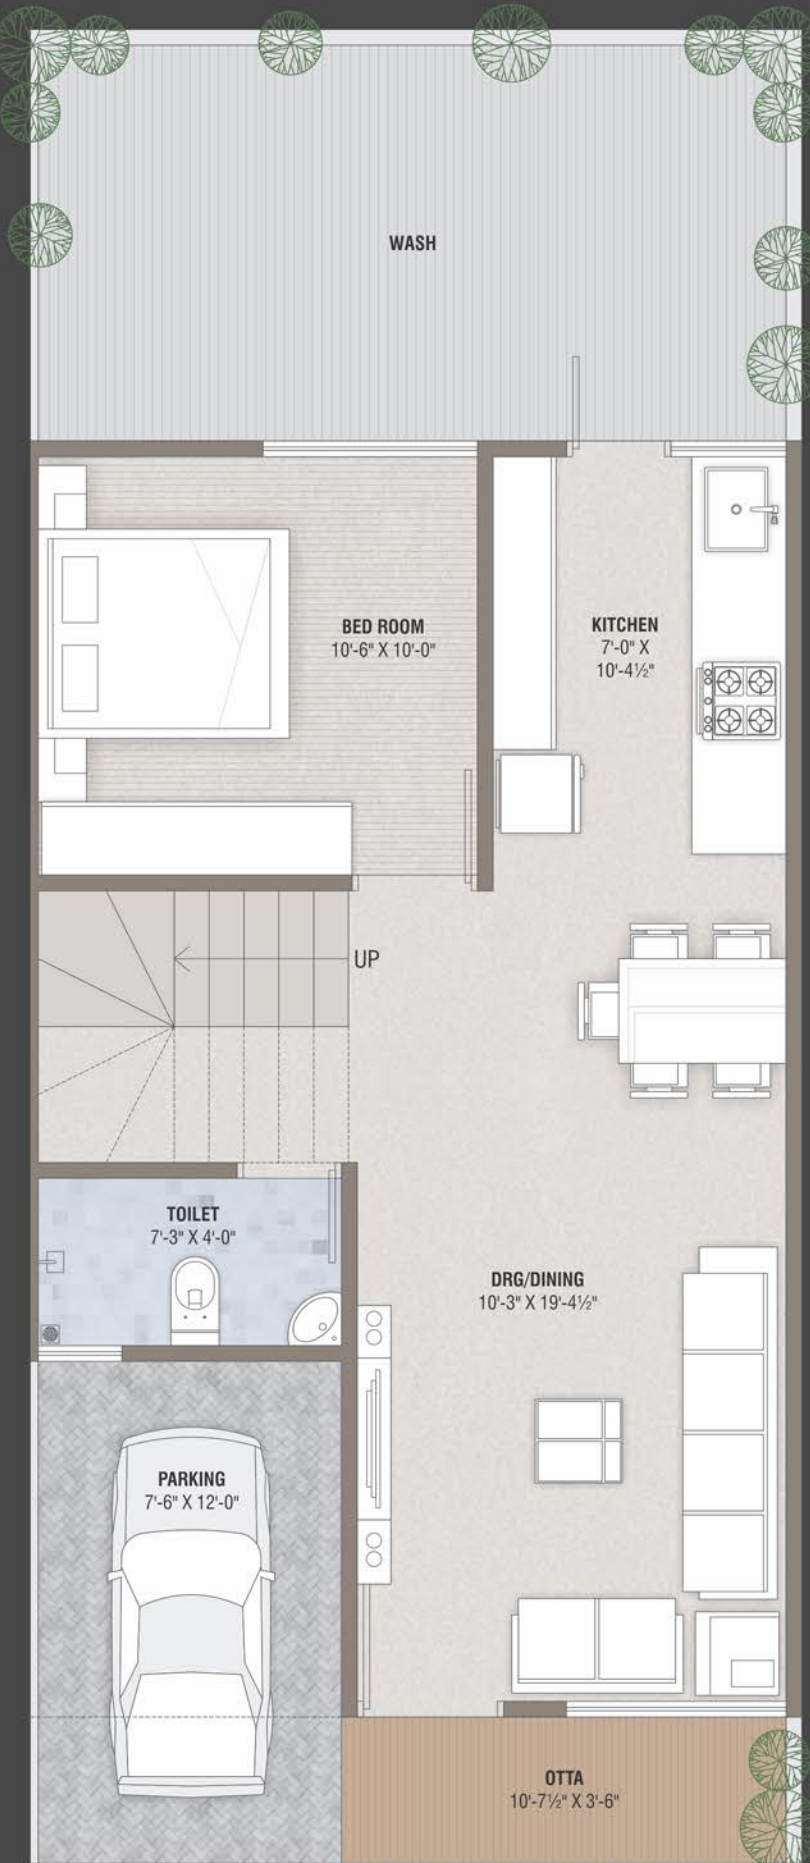 WASH
BED ROOM
10'-6" X 10'-0"
KITCHEN
7'-0" X
10'-4½"
UP
TOILET
7'-3" X 4'-0"
DRG/DINING
10'-3" X 19'-4½"
PARKING
7'-6" X 12'-0"
OTTA
10'-7½" X 3'-6"